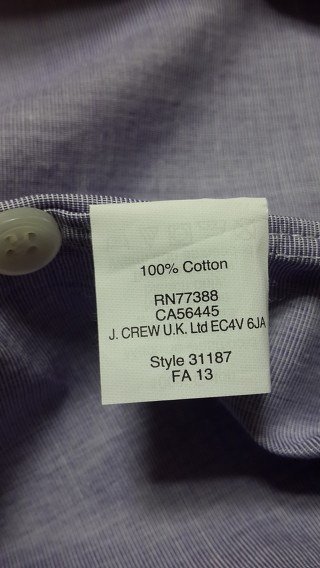 100% Cotton
RN77388
CA56445
J. CREW U.K. Ltd EC4V 6JA
Style 31187
FA 13